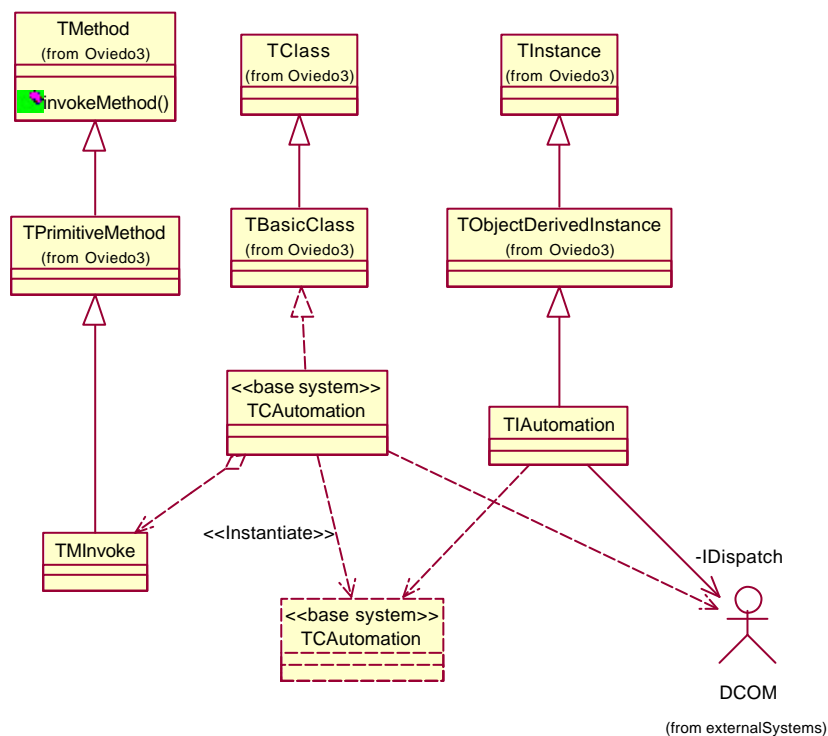 TMethod
(from Oviedo3)
invokeMethod()
TClass
(from Oviedo3)
TInstance
(from Oviedo3)
TPrimitiveMethod
(from Oviedo3)
TBasicClass
(from Oviedo3)
TObjectDerivedInstance
(from Oviedo3)
<<base system>>
TCAutomation
TIAutomation
TMInvoke
<<Instantiate>>
-IDispatch
<<base system>>
TCAutomation
DCOM
(from externalSystems)